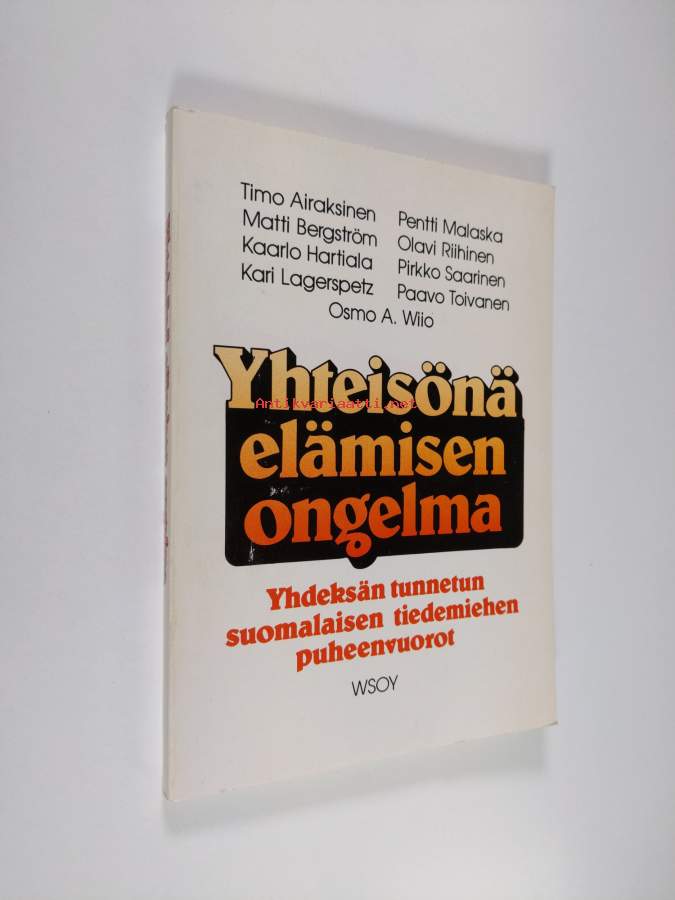 Timo Airaksinen
Matti Bergström
Kaarlo Hartiala
Kari Lagerspetz
Pentti Malaska
Olavi Riihinen
Pirkko Saarinen
Paavo Toivanen
Osmo A. Wiio
Yhteisönä
Antikvariaatti.net
elämisen
ongelma
Yhdeksän tunnetun
suomalaisen tiedemiehen
puheenvuorot
WSOY